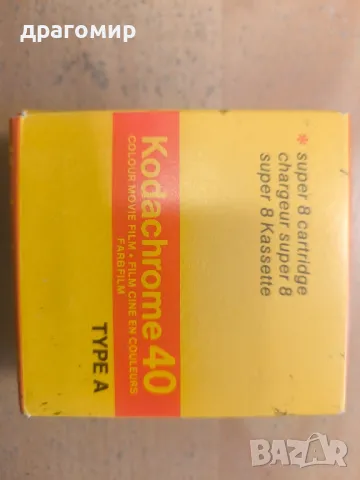 драгомир
* super 8 cartridge
chargeur super 8
super 8 Kassette
Kodachrome 40
COLOUR MOVIE FILM • FILM CINE EN COULEURS
FARBFILM
TYPE A
BAZAR